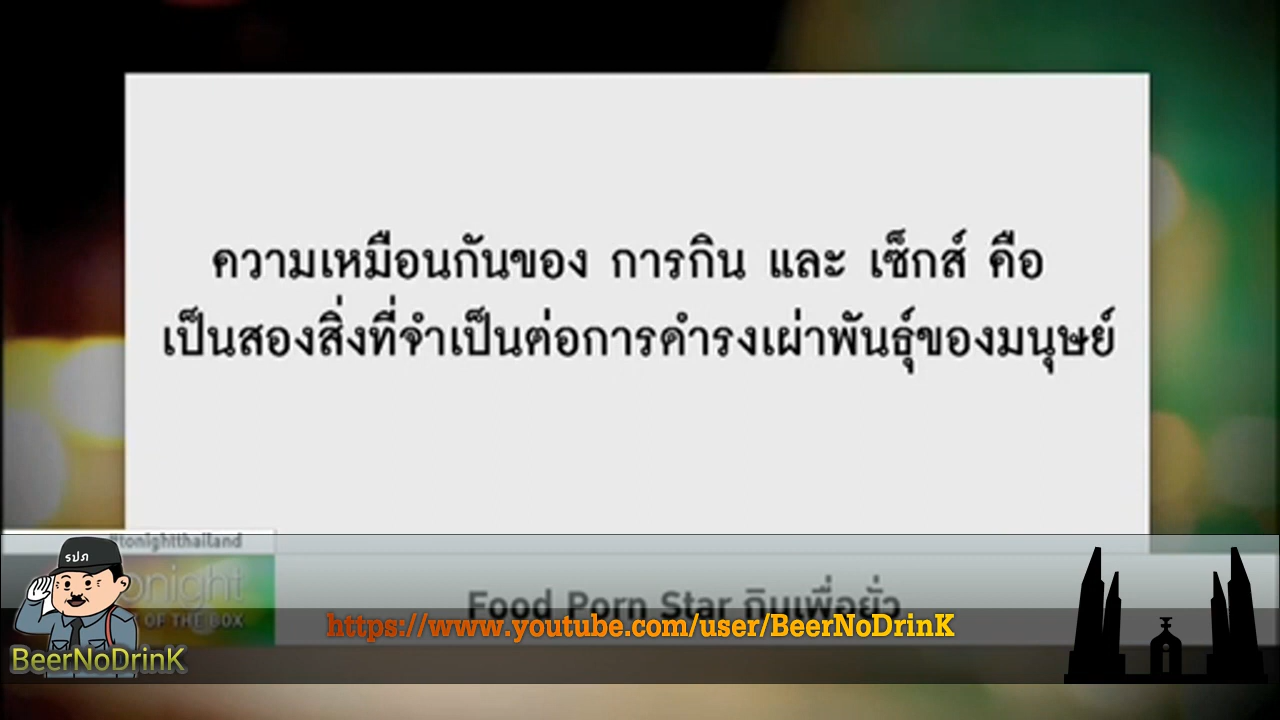 ความเหมือนกันของ การกิน และ เซ็กส์ คือ
เป็นสองสิ่งที่จำเป็นต่อการดำรงเผ่าพันธุ์ของมนุษย์
#tonightthailand
รปภ
tonight
OF THE BOX
Food Porn Star กินเพื่อยั่ว
https://www.youtube.com/user/BeerNoDrinK
BeerNoDrinK